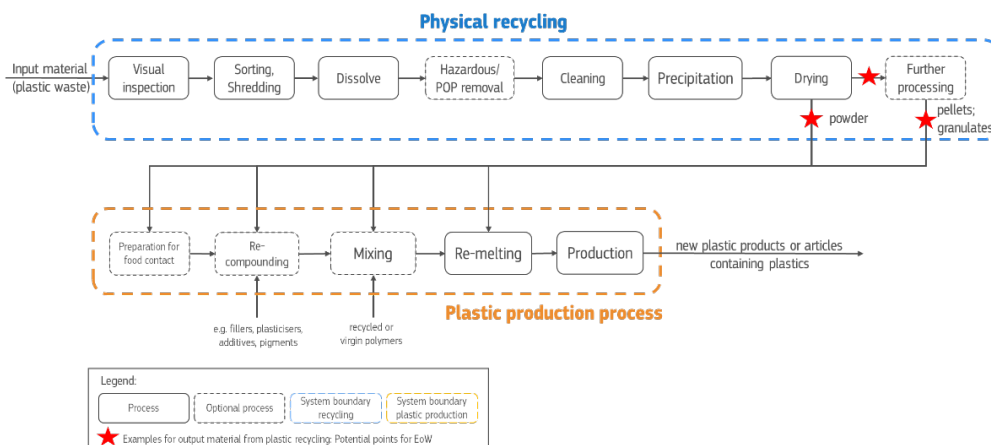 Physical recycling
Input material
(plastic waste)
Visual
inspection
Sorting,
Shredding
Dissolve
Hazardous/
POP removal
Cleaning
Precipitation
Drying
Further
processing
powder
pellets;
granulates
Preparation for
food contact
Re-
compounding
Mixing
Re-melting
Production
new plastic products or articles
containing plastics
Plastic production process
e.g. fillers, plasticisers,
additives, pigments
recycled or
virgin polymers
Legend:
Process
Optional process
System boundary
recycling
System boundary
plastic production
Examples for output material from plastic recycling: Potential points for EoW